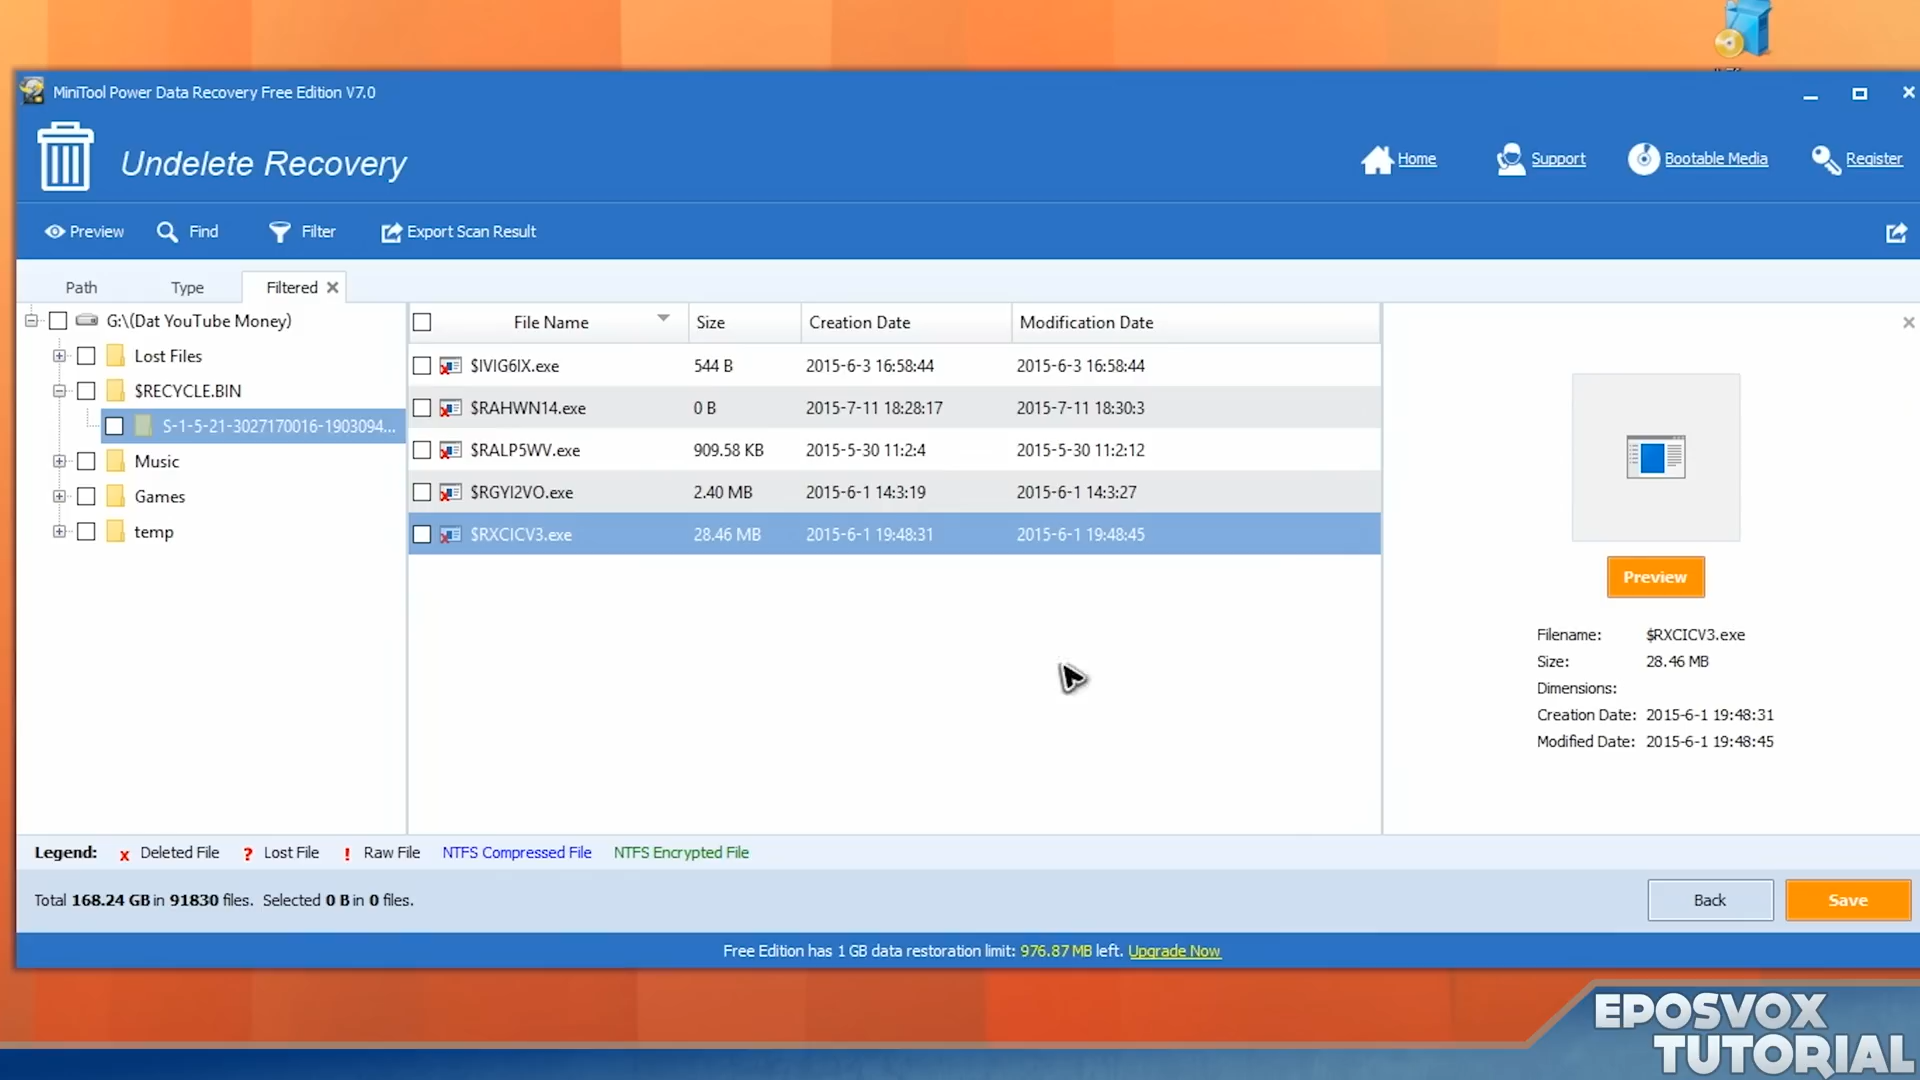 MiniTool Power Data Recovery Free Edition V7.0
Undelete Recovery
Home
Support
Bootable Media
Register
Preview
Find
Filter
Export Scan Result
Path
Type
Filtered
G:\(Dat YouTube Money)
Lost Files
$RECYCLE.BIN
S-1-5-21-3027170016-1903094...
Music
Games
temp
File Name Size Creation Date Modification Date
$IVIG6IX.exe 544 B 2015-6-3 16:58:44 2015-6-3 16:58:44
$RAHWN14.exe 0 B 2015-7-11 18:28:17 2015-7-11 18:30:3
$RALP5WV.exe 909.58 KB 2015-5-30 11:2:4 2015-5-30 11:2:12
$RGYI2VO.exe 2.40 MB 2015-6-1 14:3:19 2015-6-1 14:3:27
$RXCICV3.exe 28.46 MB 2015-6-1 19:48:31 2015-6-1 19:48:45
Preview
Filename: $RXCICV3.exe
Size: 28.46 MB
Dimensions:
Creation Date: 2015-6-1 19:48:31
Modified Date: 2015-6-1 19:48:45
Legend: x Deleted File ? Lost File ! Raw File NTFS Compressed File NTFS Encrypted File
Total 168.24 GB in 91830 files. Selected 0 B in 0 files.
Back
Save
Free Edition has 1 GB data restoration limit: 976.87 MB left. Upgrade Now
EPOSVOX
TUTORIAL